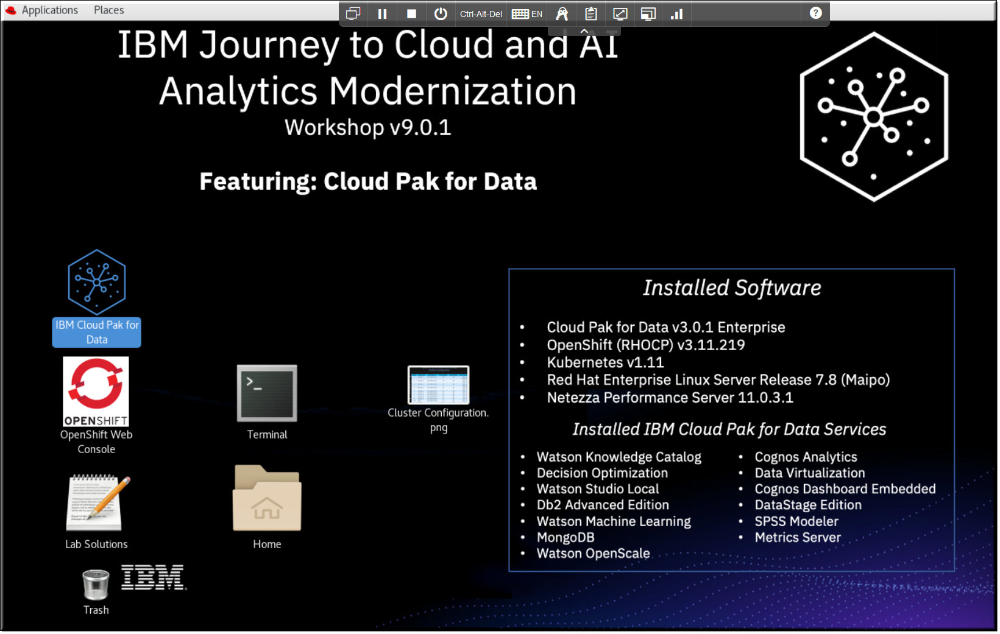 Applications Places
Ctrl-Alt-Del EN
IBM Journey to Cloud and AI
Analytics Modernization
Workshop v9.0.1
Featuring: Cloud Pak for Data
IBM Cloud Pak for
Data
OPENSHIFT
OpenShift Web
Console
Terminal
Cluster Configuration.
png
Lab Solutions
Home
IBM
Trash
Installed Software
• Cloud Pak for Data v3.0.1 Enterprise
• OpenShift (RHOCP) v3.11.219
• Kubernetes v1.11
• Red Hat Enterprise Linux Server Release 7.8 (Maipo)
• Netezza Performance Server 11.0.3.1
Installed IBM Cloud Pak for Data Services
• Watson Knowledge Catalog
• Decision Optimization
• Watson Studio Local
• Db2 Advanced Edition
• Watson Machine Learning
• MongoDB
• Watson OpenScale
• Cognos Analytics
• Data Virtualization
• Cognos Dashboard Embedded
• DataStage Edition
• SPSS Modeler
• Metrics Server